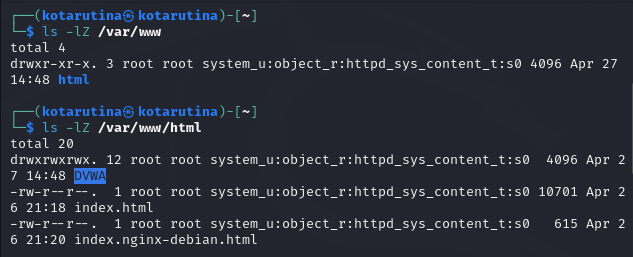 ┌──(kotarutina㉿kotarutina)-[~]
└─$ ls -lZ /var/www
total 4
drwxr-xr-x. 3 root root system_u:object_r:httpd_sys_content_t:s0 4096 Apr 27
14:48 html
┌──(kotarutina㉿kotarutina)-[~]
└─$ ls -lZ /var/www/html
total 20
drwxrwxrwx. 12 root root system_u:object_r:httpd_sys_content_t:s0  4096 Apr 2
7 14:48 DVWA
-rw-r--r--.  1 root root system_u:object_r:httpd_sys_content_t:s0 10701 Apr 2
6 21:18 index.html
-rw-r--r--.  1 root root system_u:object_r:httpd_sys_content_t:s0   615 Apr 2
6 21:20 index.nginx-debian.html